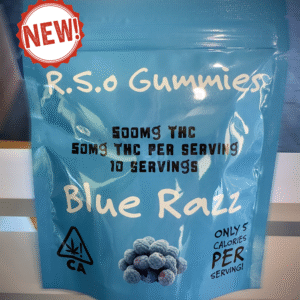 NEW!
R.S.O Gummies
500mg THC
50mg THC PER SERVING
10 SERVINGS
Blue Razz
ONLY 5
CALORIES
PER
SERVING!
CA